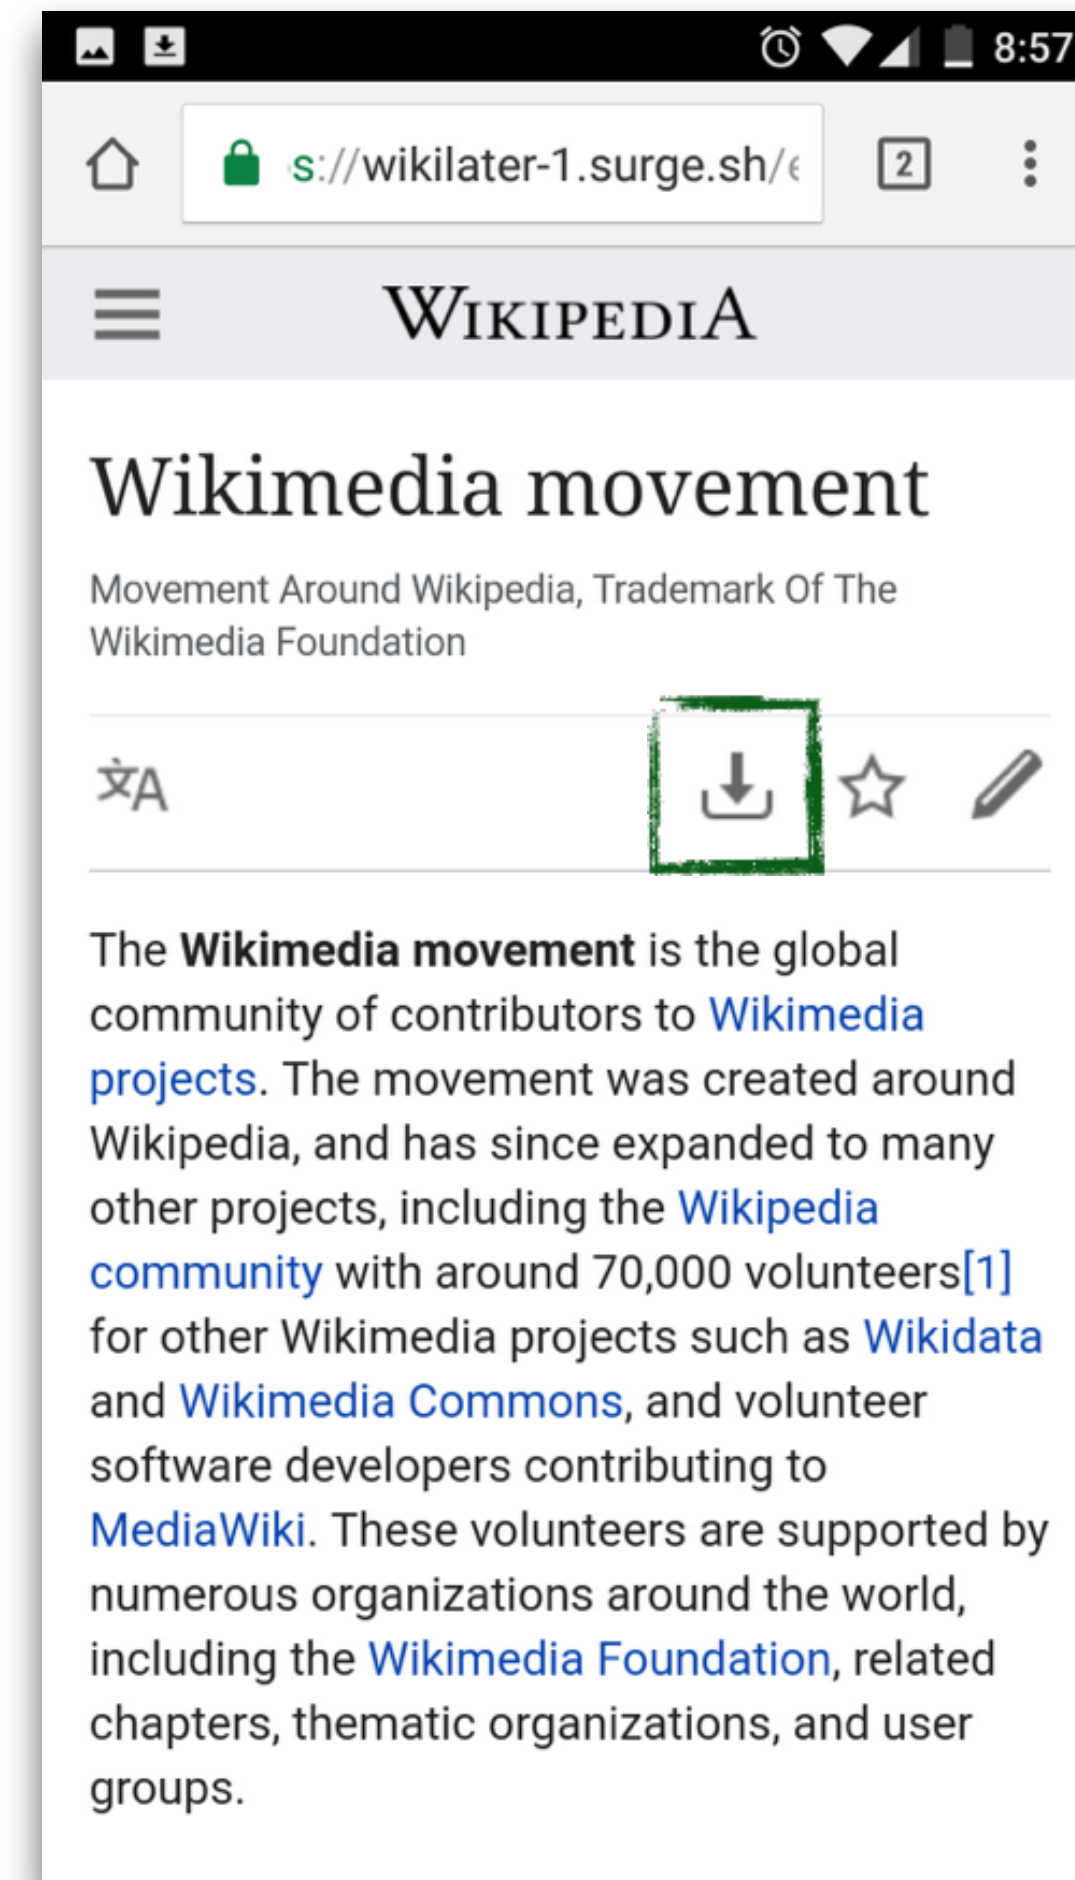 8:57
s://wikilater-1.surge.sh/
2
WIKIPEDIA
Wikimedia movement
Movement Around Wikipedia, Trademark Of The
Wikimedia Foundation
文A
The Wikimedia movement is the global
community of contributors to Wikimedia
projects. The movement was created around
Wikipedia, and has since expanded to many
other projects, including the Wikipedia
community with around 70,000 volunteers[1]
for other Wikimedia projects such as Wikidata
and Wikimedia Commons, and volunteer
software developers contributing to
MediaWiki. These volunteers are supported by
numerous organizations around the world,
including the Wikimedia Foundation, related
chapters, thematic organizations, and user
groups.